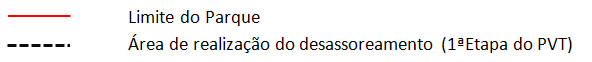 Limite do Parque
Área de realização do desassoreamento (1ªEtapa do PVT)